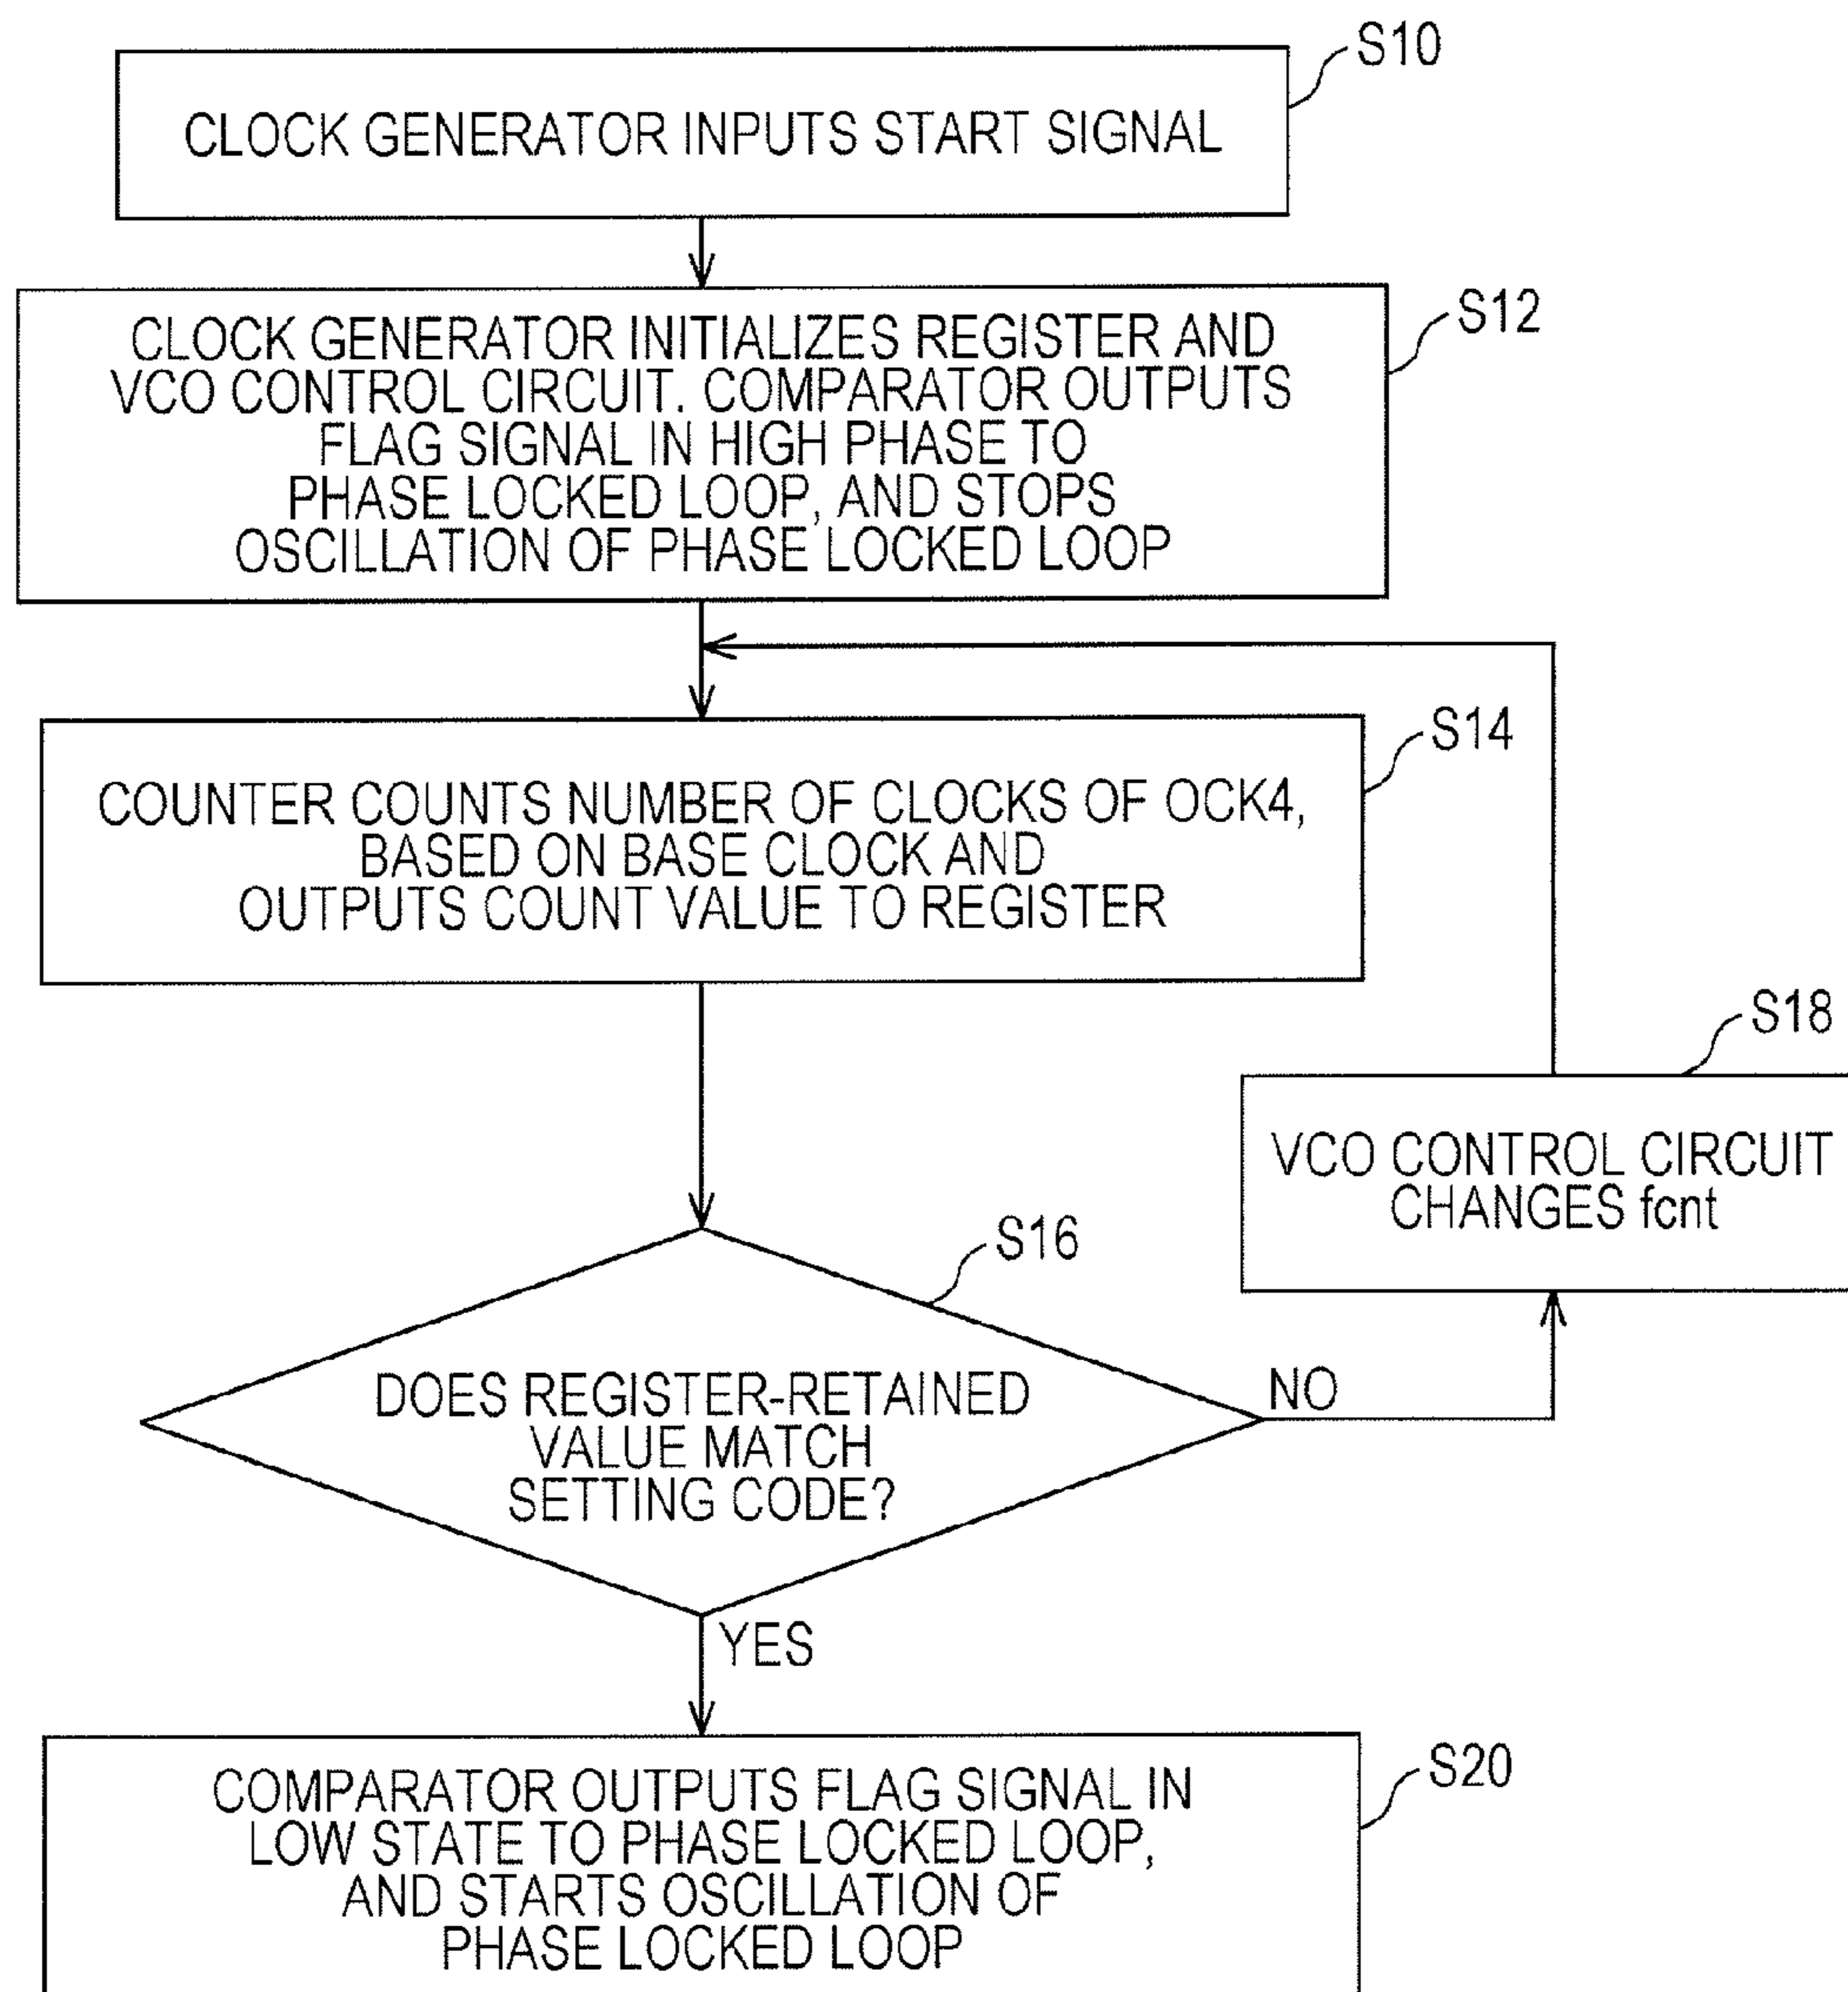 S10
CLOCK GENERATOR INPUTS START SIGNAL
S12
CLOCK GENERATOR INITIALIZES REGISTER AND
VCO CONTROL CIRCUIT. COMPARATOR OUTPUTS
FLAG SIGNAL IN HIGH PHASE TO
PHASE LOCKED LOOP, AND STOPS
OSCILLATION OF PHASE LOCKED LOOP
S14
COUNTER COUNTS NUMBER OF CLOCKS OF OCK4,
BASED ON BASE CLOCK AND
OUTPUTS COUNT VALUE TO REGISTER
S18
VCO CONTROL CIRCUIT
CHANGES fcnt
S16
DOES REGISTER-RETAINED
VALUE MATCH
SETTING CODE?
NO
YES
S20
COMPARATOR OUTPUTS FLAG SIGNAL IN
LOW STATE TO PHASE LOCKED LOOP,
AND STARTS OSCILLATION OF
PHASE LOCKED LOOP